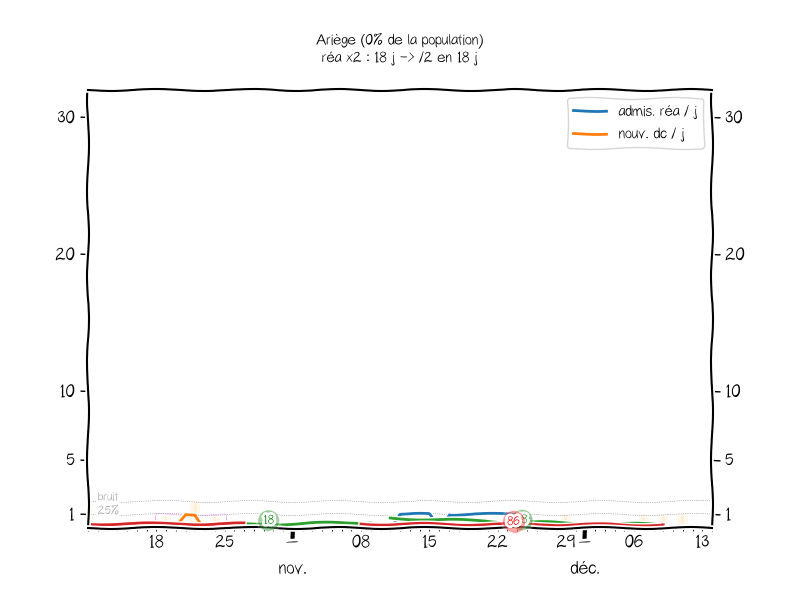 Ariège (0% de la population)
réa x2 : 18 j -> /2 en 18 j
admis. réa / j
nouv. dc / j
30 30
20 20
10 10
5 5
bruit
25%
1 1
18 86
18 25 08 15 22 29 06 13
nov. déc.